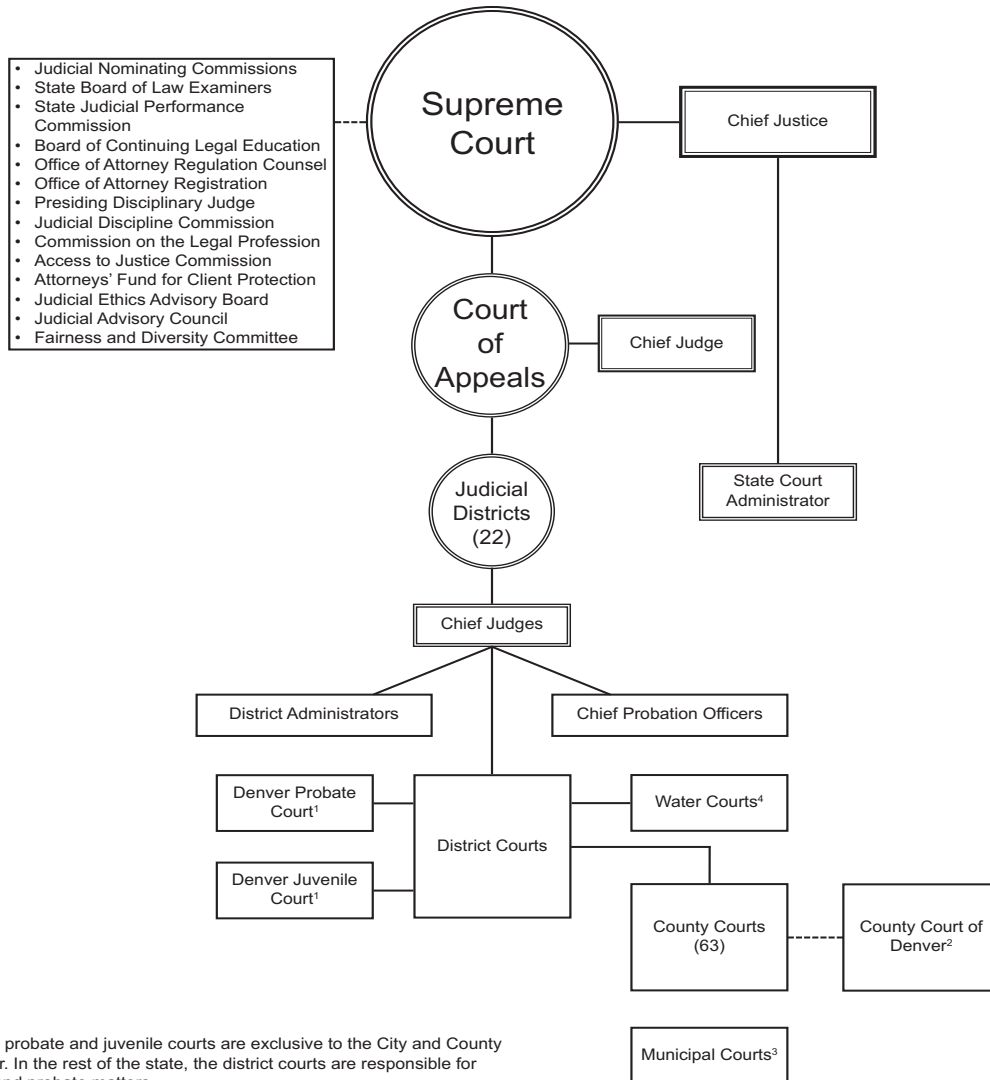 • Judicial Nominating Commissions
• State Board of Law Examiners
• State Judicial Performance
Commission
• Board of Continuing Legal Education
• Office of Attorney Regulation Counsel
• Office of Attorney Registration
• Presiding Disciplinary Judge
• Judicial Discipline Commission
• Commission on the Legal Profession
• Access to Justice Commission
• Attorneys’ Fund for Client Protection
• Judicial Ethics Advisory Board
• Judicial Advisory Council
• Fairness and Diversity Committee
Supreme
Court
Chief Justice
Court
of
Appeals
Chief Judge
State Court
Administrator
Judicial
Districts
(22)
Chief Judges
District Administrators
Chief Probation Officers
Denver Probate
Court¹
Denver Juvenile
Court¹
District Courts
Water Courts⁴
County Courts
(63)
County Court of
Denver²
Municipal Courts³
probate and juvenile courts are exclusive to the City and County
In the rest of the state, the district courts are responsible for
and probate matters